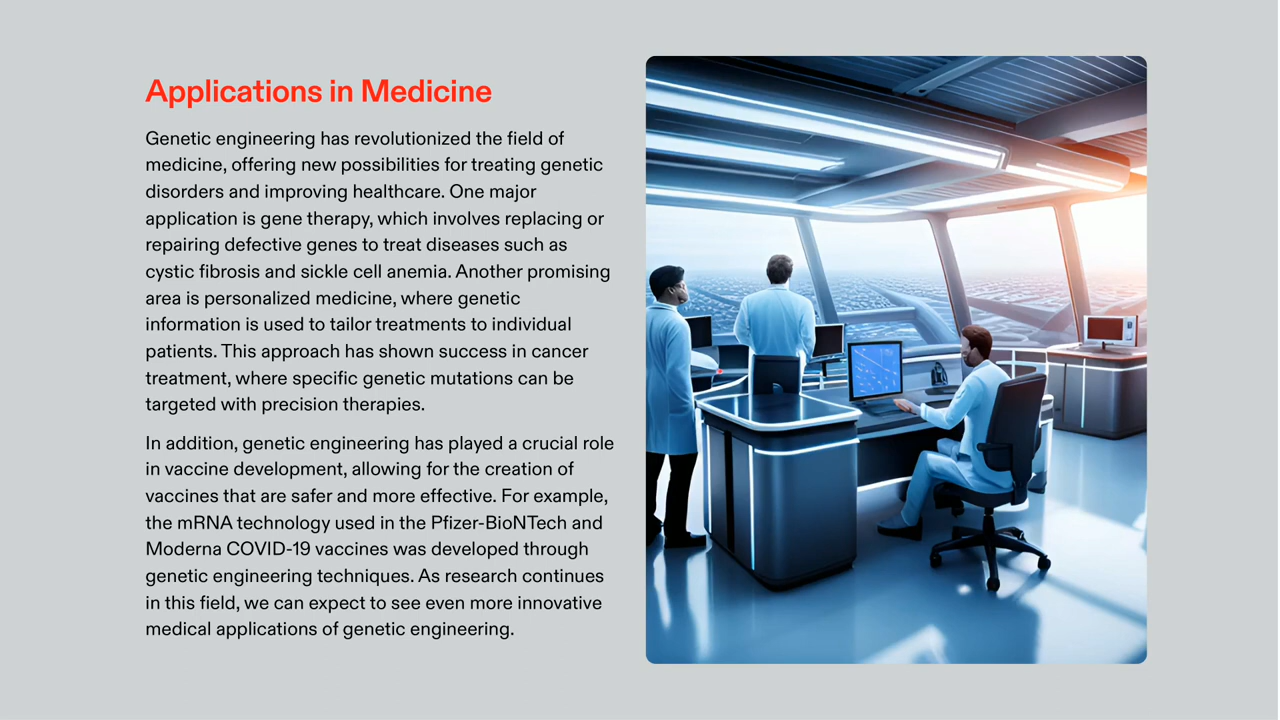 Applications in Medicine
Genetic engineering has revolutionized the field of
medicine, offering new possibilities for treating genetic
disorders and improving healthcare. One major
application is gene therapy, which involves replacing or
repairing defective genes to treat diseases such as
cystic fibrosis and sickle cell anemia. Another promising
area is personalized medicine, where genetic
information is used to tailor treatments to individual
patients. This approach has shown success in cancer
treatment, where specific genetic mutations can be
targeted with precision therapies.
In addition, genetic engineering has played a crucial role
in vaccine development, allowing for the creation of
vaccines that are safer and more effective. For example,
the mRNA technology used in the Pfizer-BioNTech and
Moderna COVID-19 vaccines was developed through
genetic engineering techniques. As research continues
in this field, we can expect to see even more innovative
medical applications of genetic engineering.